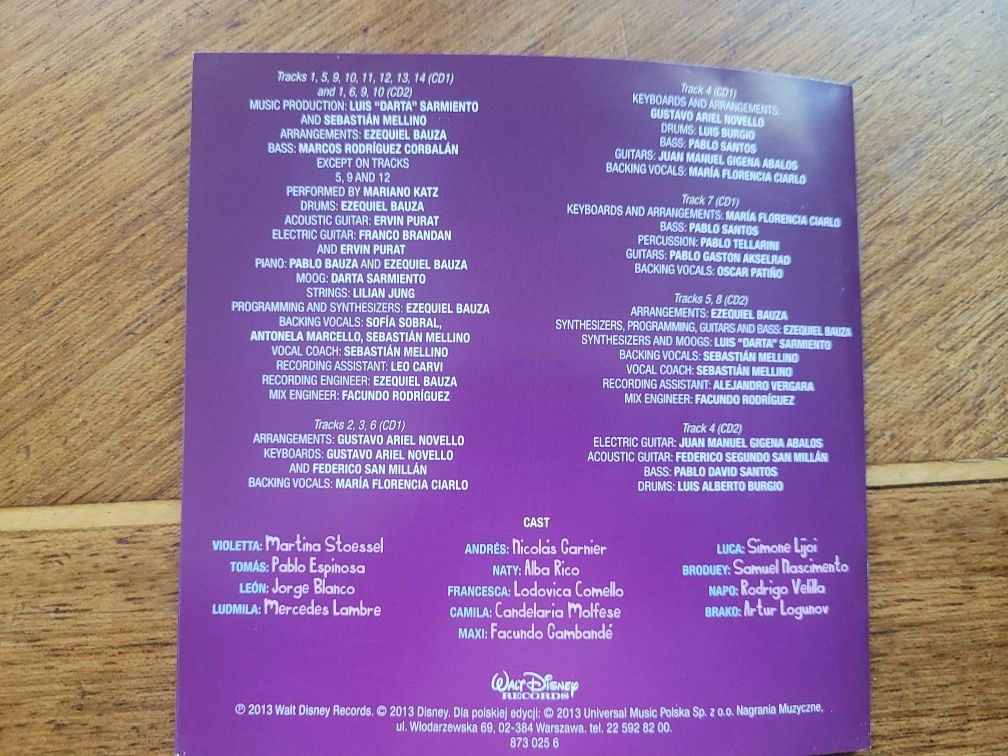 Tracks 1, 5, 9, 10, 11, 12, 13, 14 (CD1)
and 1, 6, 9, 10 (CD2)
MUSIC PRODUCTION: LUIS "DARTA" SARMIENTO
AND SEBASTIÁN MELLINO
ARRANGEMENTS: EZEQUIEL BAUZA
BASS: MARCOS RODRÍGUEZ CORBALÁN
EXCEPT ON TRACKS
5, 9 AND 12
PERFORMED BY MARIANO KATZ
DRUMS: EZEQUIEL BAUZA
ACOUSTIC GUITAR: ERVIN PURAT
ELECTRIC GUITAR: FRANCO BRANDAN
AND ERVIN PURAT
PIANO: PABLO BAUZA AND EZEQUIEL BAUZA
MOOG: DARTA SARMIENTO
STRINGS: LILIAN JUNG
PROGRAMMING AND SYNTHESIZERS: EZEQUIEL BAUZA
BACKING VOCALS: SOFÍA SOBRAL,
ANTONELA MARCELLO, SEBASTIÁN MELLINO
VOCAL COACH: SEBASTIÁN MELLINO
RECORDING ASSISTANT: LEO CARVI
RECORDING ENGINEER: EZEQUIEL BAUZA
MIX ENGINEER: FACUNDO RODRÍGUEZ
Tracks 2, 3, 6 (CD1)
ARRANGEMENTS: GUSTAVO ARIEL NOVELLO
KEYBOARDS: GUSTAVO ARIEL NOVELLO
AND FEDERICO SAN MILLÁN
BACKING VOCALS: MARÍA FLORENCIA CIARLO
Track 4 (CD1)
KEYBOARDS AND ARRANGEMENTS:
GUSTAVO ARIEL NOVELLO
DRUMS: LUIS BURGIO
BASS: PABLO SANTOS
GUITARS: JUAN MANUEL GIGENA ABALOS
BACKING VOCALS: MARÍA FLORENCIA CIARLO
Track 7 (CD1)
KEYBOARDS AND ARRANGEMENTS: MARÍA FLORENCIA CIARLO
BASS: PABLO SANTOS
PERCUSSION: PABLO TELLARINI
GUITARS: PABLO GASTON AKSELRAD
BACKING VOCALS: OSCAR PATIÑO
Tracks 5, 8 (CD2)
ARRANGEMENTS: EZEQUIEL BAUZA
SYNTHESIZERS, PROGRAMMING, GUITARS AND BASS: EZEQUIEL BAUZA
SYNTHESIZERS AND MOOGS: LUIS "DARTA" SARMIENTO
BACKING VOCALS: SEBASTIÁN MELLINO
VOCAL COACH: SEBASTIÁN MELLINO
RECORDING ASSISTANT: ALEJANDRO VERGARA
MIX ENGINEER: FACUNDO RODRÍGUEZ
Track 4 (CD2)
ELECTRIC GUITAR: JUAN MANUEL GIGENA ABALOS
ACOUSTIC GUITAR: FEDERICO SEGUNDO SAN MILLÁN
BASS: PABLO DAVID SANTOS
DRUMS: LUIS ALBERTO BURGIO
CAST
VIOLETTA: Martina Stoessel
TOMÁS: Pablo Espinosa
LEÓN: Jorge Blanco
LUDMILA: Mercedes Lambre
ANDRÉS: Nicolás Garnier
NATY: Alba Rico
FRANCESCA: Lodovica Comello
CAMILA: Candelaria Molfese
MAXI: Facundo Gambandé
LUCA: Simone Lijoi
BRODUEY: Samuel Nascimento
NAPO: Rodrigo Velilla
BRAKO: Artur Logunov
WALT DISNEY
RECORDS
℗ 2013 Walt Disney Records. © 2013 Disney. Dla polskiej edycji: © 2013 Universal Music Polska Sp. z o.o. Nagrania Muzyczne,
ul. Włodarzewska 69, 02-384 Warszawa. tel. 22 592 82 00.
873 025 6